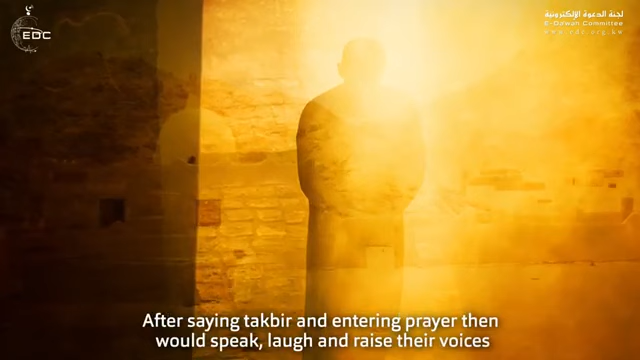 EDC
لجنة الدعوة الإلكترونية
E-Dawah Committee
www.edc.org.kw
After saying takbir and entering prayer then
would speak, laugh and raise their voices